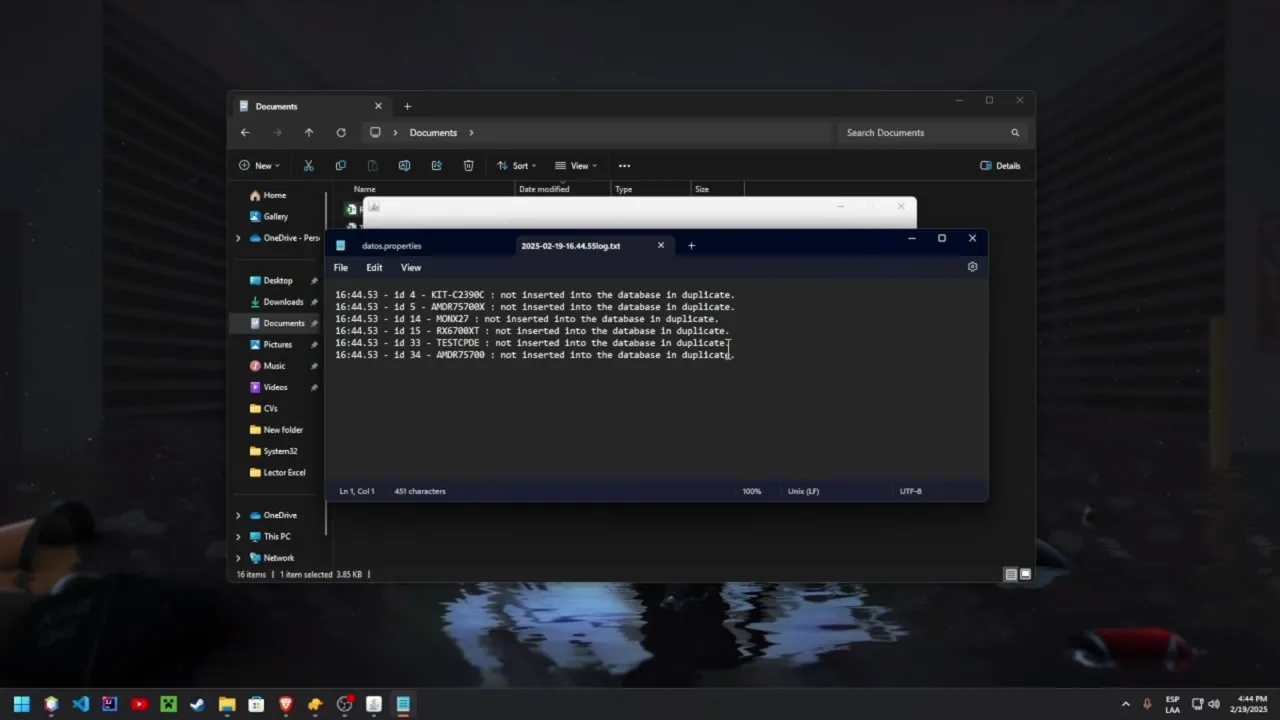 Documents
Documents
Search Documents
New
Sort
View
Details
Name
Date modified
Type
Size
Home
Gallery
OneDrive - Pers
Desktop
Downloads
Documents
Pictures
Music
Videos
CVs
New folder
System32
Lector Excel
OneDrive
This PC
Network
16 items
1 item selected 3.85 KB
datos.properties
2025-02-19-16.44.55log.txt
File
Edit
View
16:44.53 - id 4 - KIT-C2390C : not inserted into the database in duplicate.
16:44.53 - id 5 - AMDR75700X : not inserted into the database in duplicate.
16:44.53 - id 14 - MONX27 : not inserted into the database in duplicate.
16:44.53 - id 15 - RX6700XT : not inserted into the database in duplicate.
16:44.53 - id 33 - TESTCPDE : not inserted into the database in duplicate.
16:44.53 - id 34 - AMDR75700 : not inserted into the database in duplicate.
Ln 1, Col 1
451 characters
100%
Unix (LF)
UTF-8
ESP
LAA
4:44 PM
2/19/2025